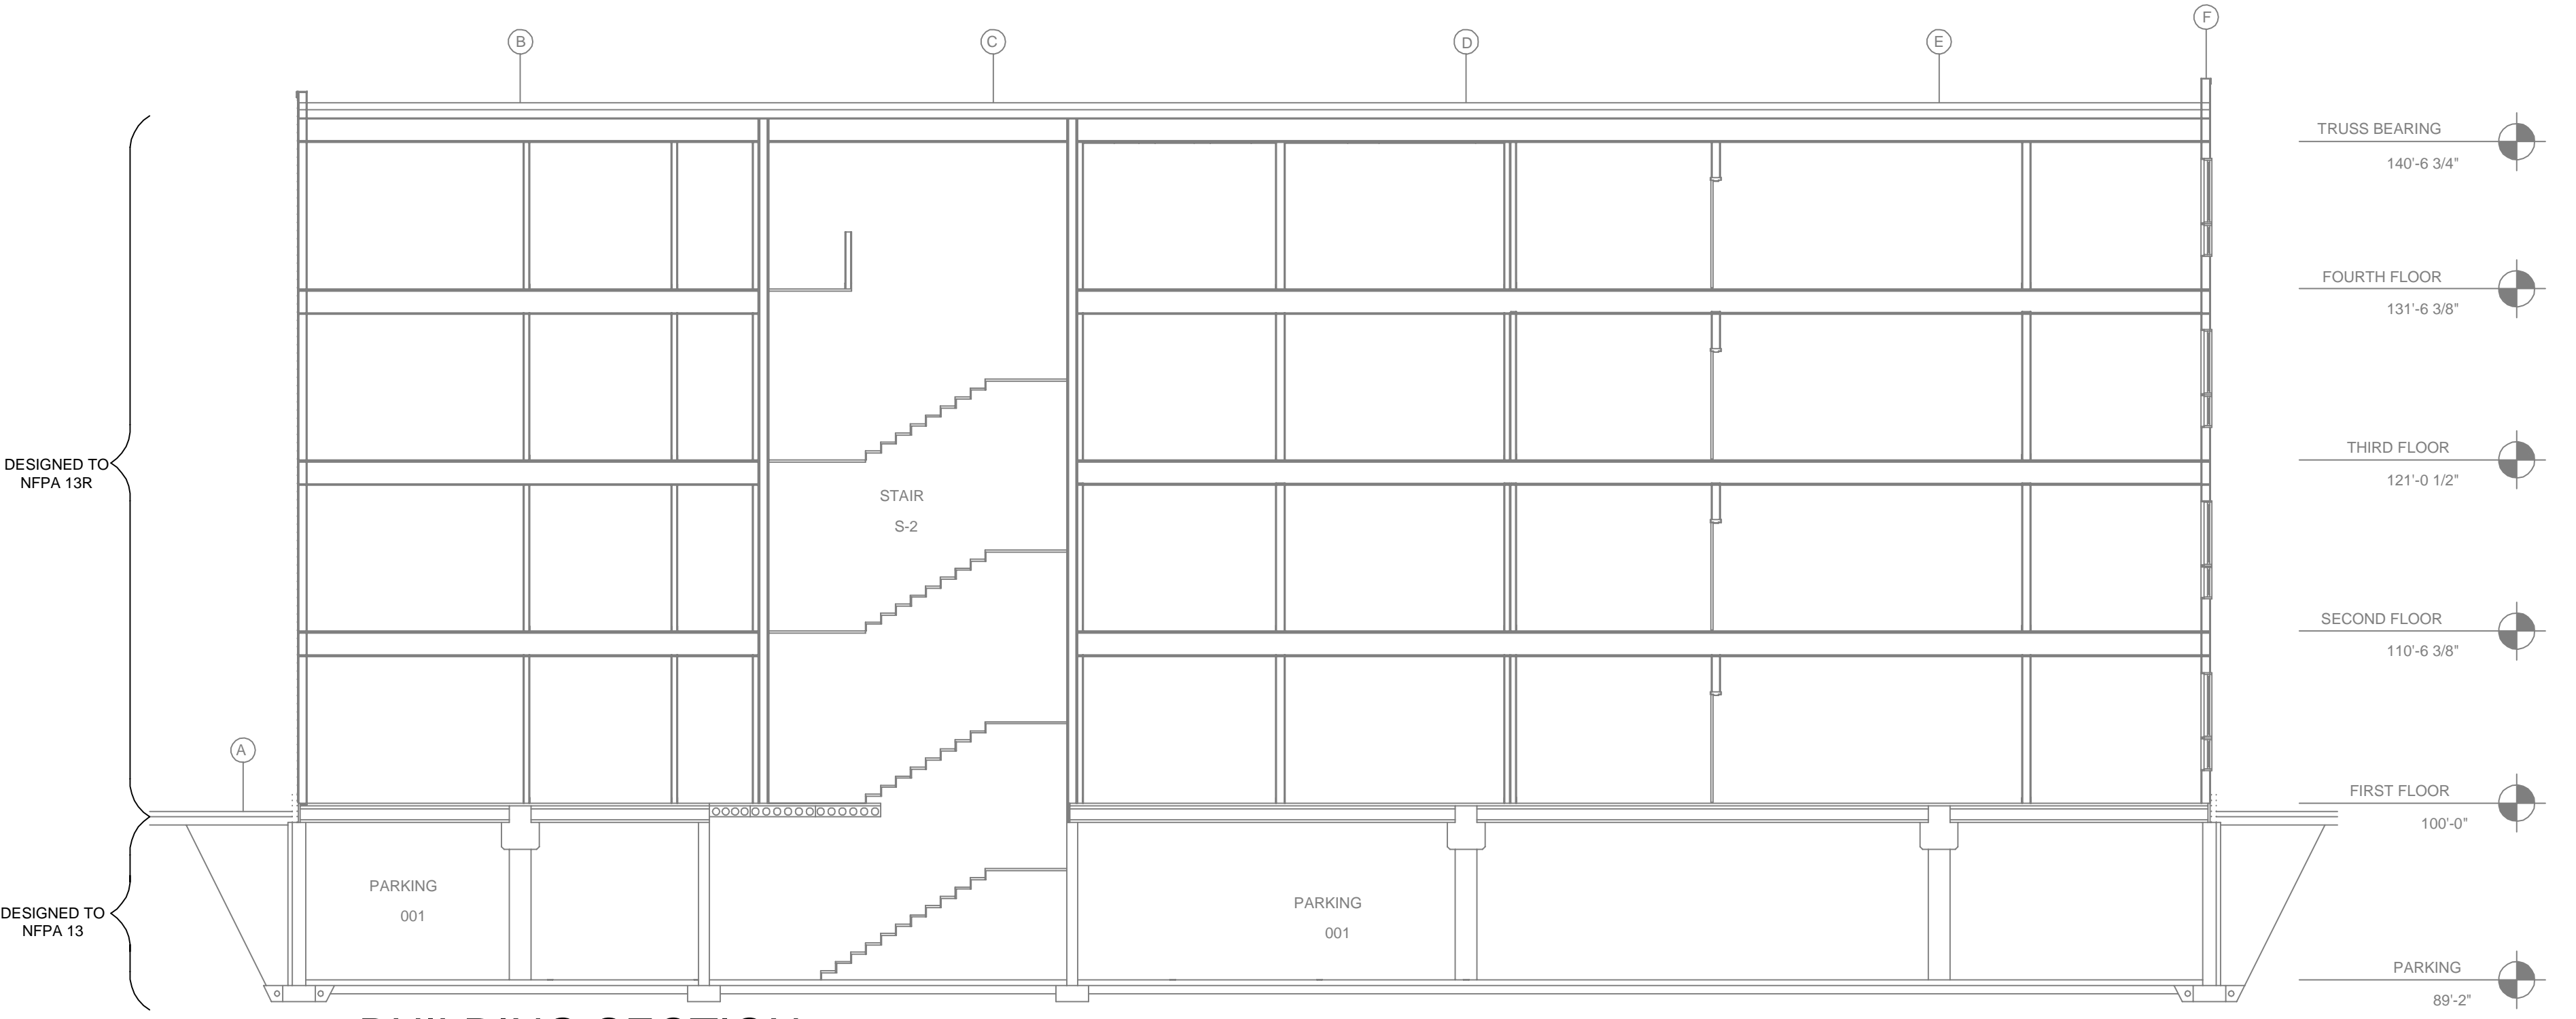 F
B
C
D
E
TRUSS BEARING
140'-6 3/4"
FOURTH FLOOR
131'-6 3/8"
THIRD FLOOR
121'-0 1/2"
DESIGNED TO
NFPA 13R
STAIR
S-2
SECOND FLOOR
110'-6 3/8"
A
FIRST FLOOR
100'-0"
PARKING
001
PARKING
001
DESIGNED TO
NFPA 13
PARKING
89'-2"
BUILDING SECTION